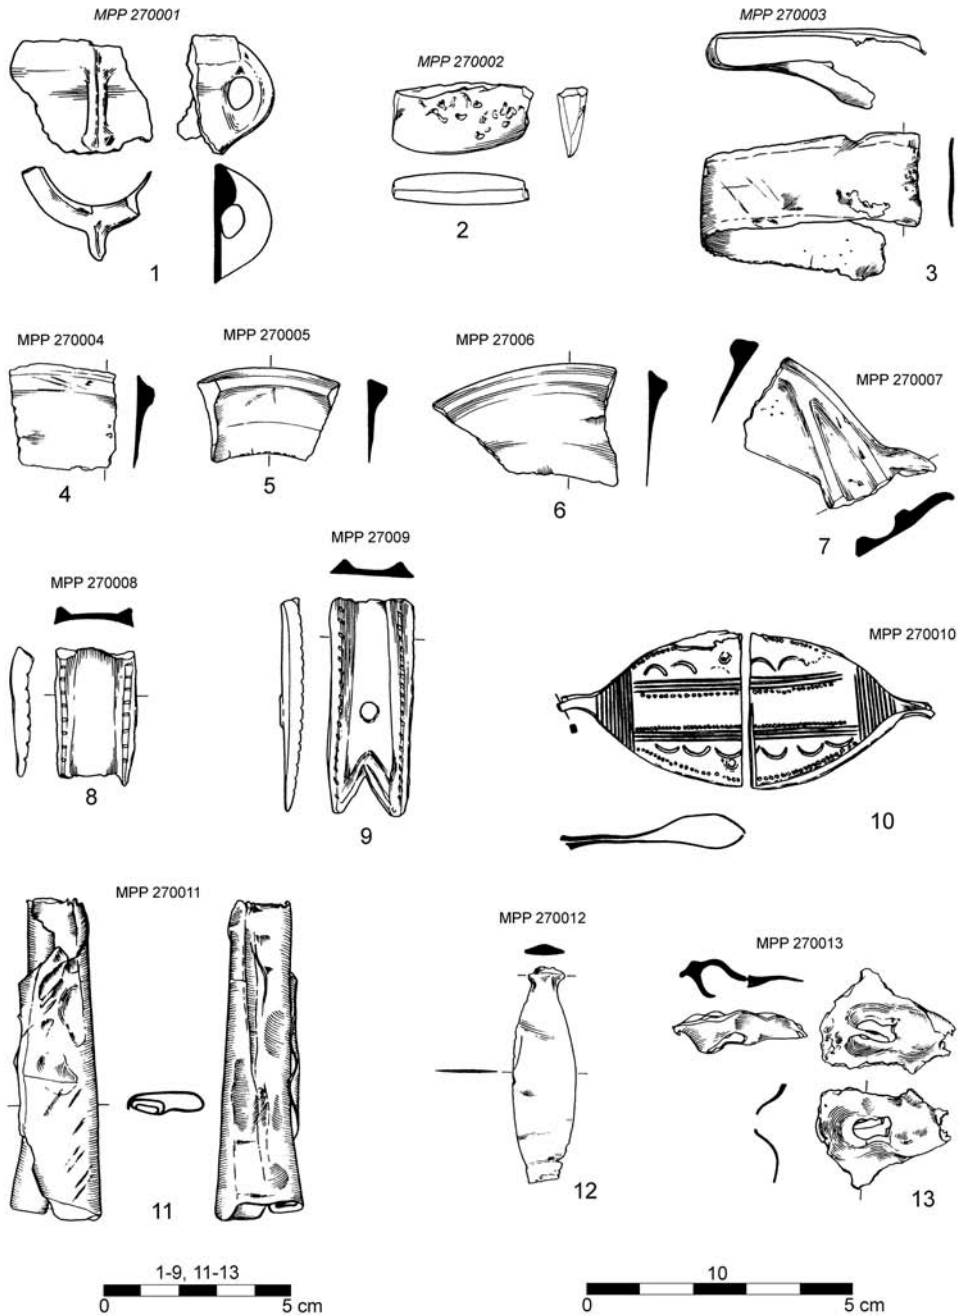 MPP 270001
MPP 270002
MPP 270003
1
2
3
MPP 270004
MPP 270005
MPP 27006
MPP 270007
4
5
6
7
MPP 270008
MPP 27009
MPP 270010
8
9
10
MPP 270011
MPP 270012
MPP 270013
11
12
13
1-9, 11-13
0 5 cm
10
0 5 cm